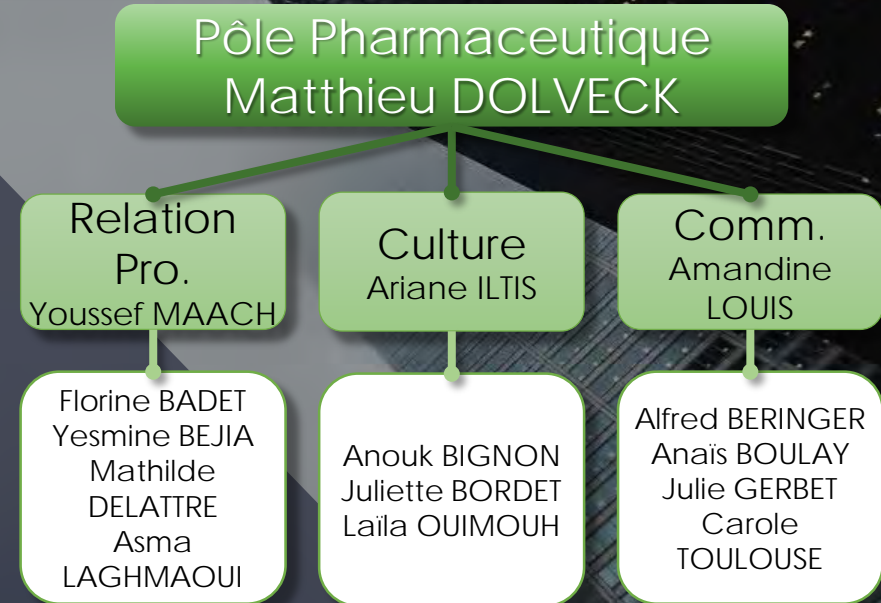 Pôle Pharmaceutique
Matthieu DOLVECK
Relation
Pro.
Youssef MAACH
Culture
Ariane ILTIS
Comm.
Amandine
LOUIS
Florine BADET
Yesmine BEJIA
Mathilde
DELATTRE
Asma
LAGHMAOUI
Anouk BIGNON
Juliette BORDET
Laïla OUIMOUH
Alfred BERINGER
Anaïs BOULAY
Julie GERBET
Carole
TOULOUSE